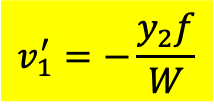 v₁′ = − y₂f / W